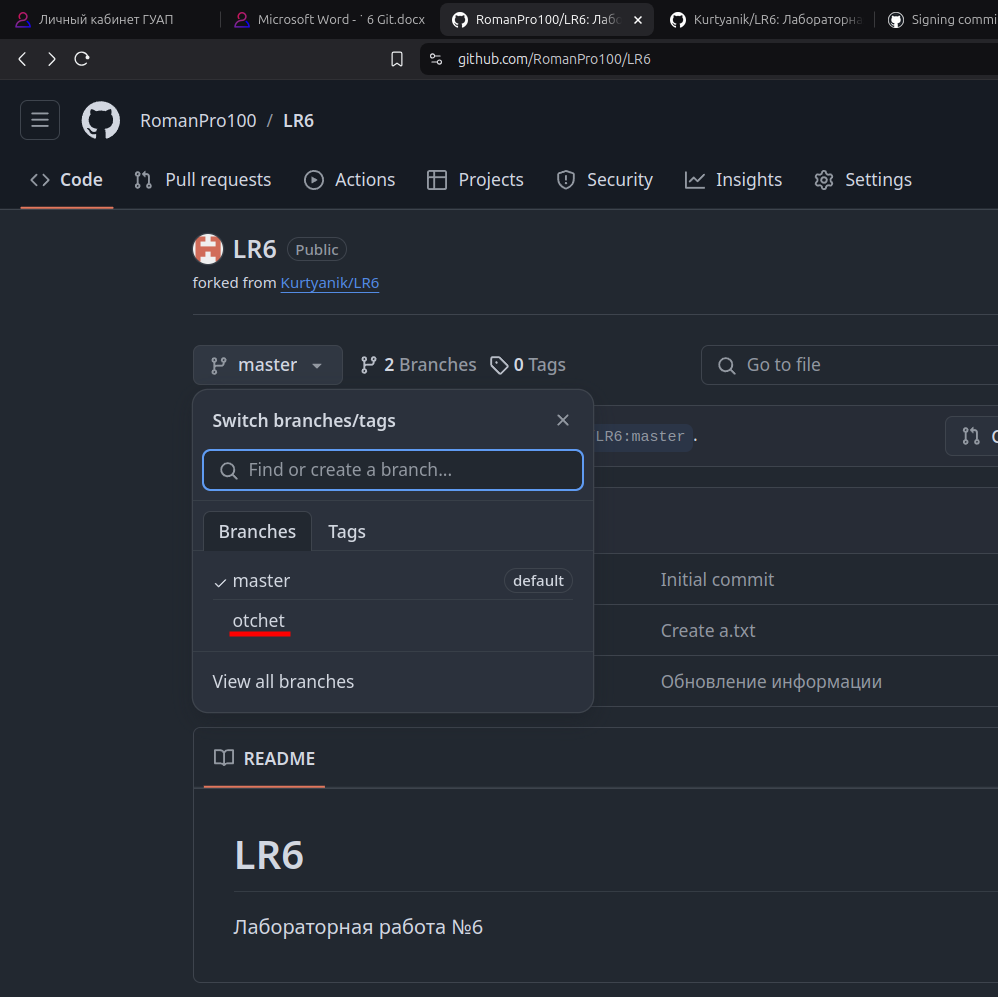 Личный кабинет ГУАП
Microsoft Word - ˙ 6 Git.docx
RomanPro100/LR6: Лабо
Kurtyanik/LR6: Лабораторна
Signing commi
github.com/RomanPro100/LR6
RomanPro100 / LR6
Code Pull requests Actions Projects Security Insights Settings
LR6 Public
forked from Kurtyanik/LR6
master 2 Branches 0 Tags Go to file
Switch branches/tags
LR6:master .
Find or create a branch...
Branches Tags
master default
Initial commit
otchet
Create a.txt
View all branches
Обновление информации
README
LR6
Лабораторная работа №6